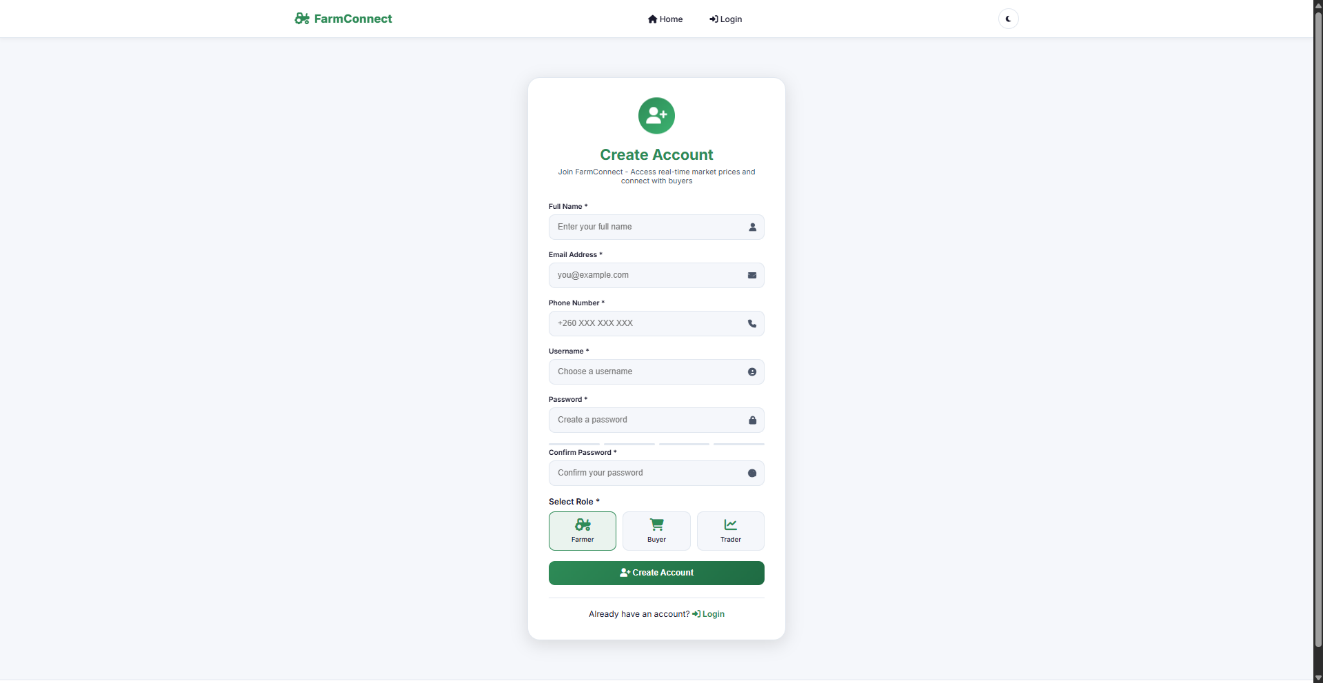 FarmConnect
Home
Login
Create Account
Join FarmConnect - Access real-time market prices and
connect with buyers
Full Name *
Enter your full name
Email Address *
you@example.com
Phone Number *
+260 XXX XXX XXX
Username *
Choose a username
Password *
Create a password
Confirm Password *
Confirm your password
Select Role *
Farmer
Buyer
Trader
Create Account
Already have an account? Login